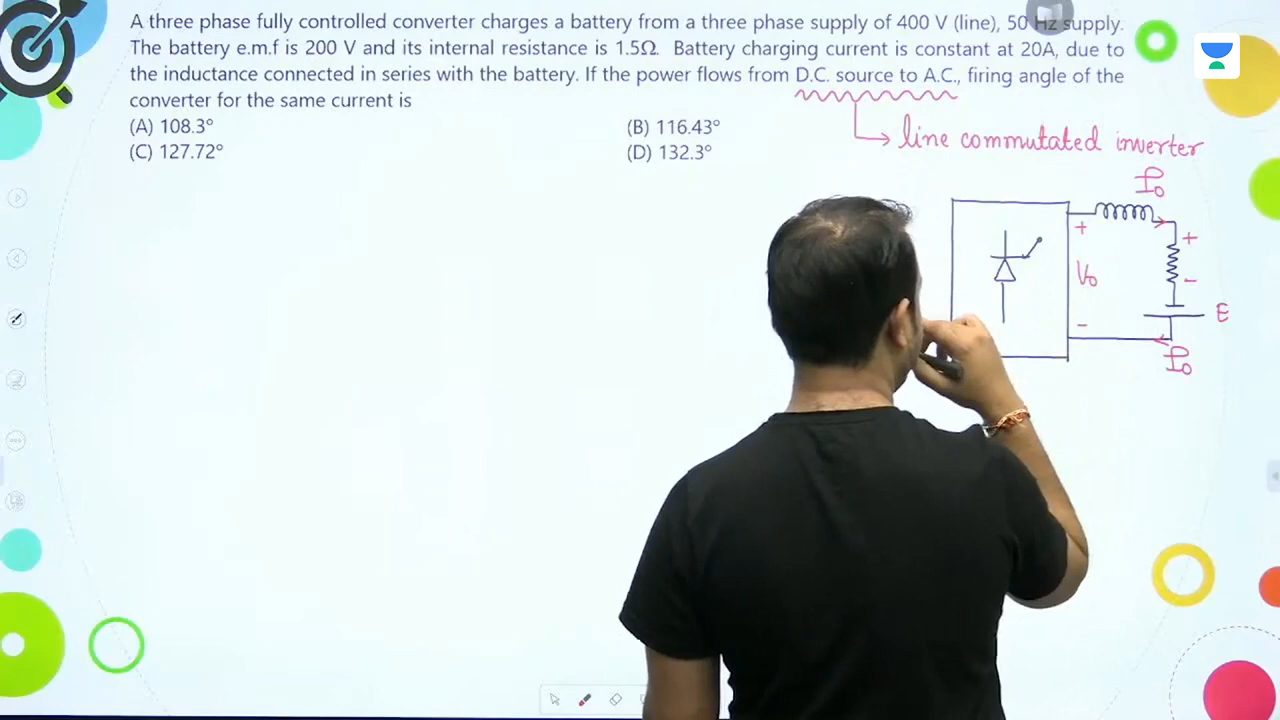 A three phase fully controlled converter charges a battery from a three phase supply of 400 V (line), 50 Hz supply.
The battery e.m.f is 200 V and its internal resistance is 1.5Ω. Battery charging current is constant at 20A, due to
the inductance connected in series with the battery. If the power flows from D.C. source to A.C., firing angle of the
converter for the same current is
(A) 108.3°
(B) 116.43°
(C) 127.72°
(D) 132.3°
line commutated inverter
I₀
+
+
V₀
-
E
-
I₀